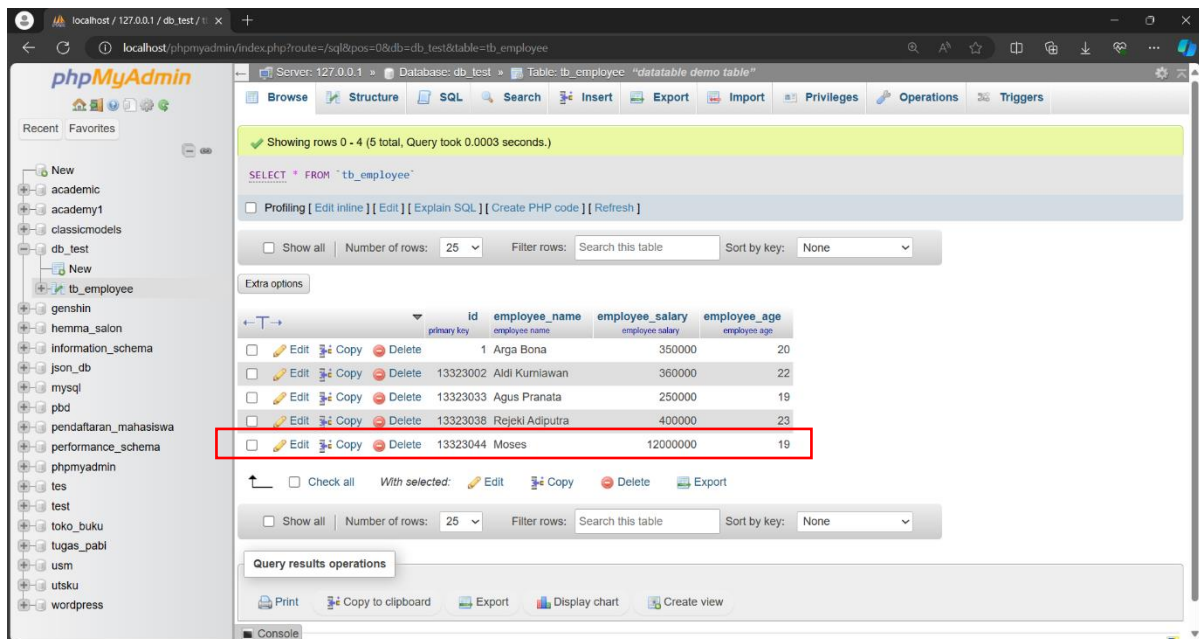 localhost / 127.0.0.1 / db_test / t
localhost/phpmyadmin/index.php?route=/sql&pos=0&db=db_test&table=tb_employee
phpMyAdmin
Recent Favorites
New
academic
academy1
classicmodels
db_test
New
tb_employee
genshin
hemma_salon
information_schema
json_db
mysql
pbd
pendaftaran_mahasiswa
performance_schema
phpmyadmin
tes
test
toko_buku
tugas_pabi
usm
utsku
wordpress
Server: 127.0.0.1 » Database: db_test » Table: tb_employee "datatable demo table"
Browse Structure SQL Search Insert Export Import Privileges Operations Triggers
Showing rows 0 - 4 (5 total, Query took 0.0003 seconds.)
SELECT * FROM `tb_employee`
Profiling [ Edit inline ] [ Edit ] [ Explain SQL ] [ Create PHP code ] [ Refresh ]
Show all | Number of rows: 25 Filter rows: Search this table Sort by key: None
Extra options
id employee_name employee_salary employee_age
primary key employee name employee salary employee age
Edit Copy Delete 1 Arga Bona 350000 20
Edit Copy Delete 13323002 Aldi Kurniawan 360000 22
Edit Copy Delete 13323033 Agus Pranata 250000 19
Edit Copy Delete 13323038 Rejeki Adiputra 400000 23
Edit Copy Delete 13323044 Moses 12000000 19
Check all With selected: Edit Copy Delete Export
Show all | Number of rows: 25 Filter rows: Search this table Sort by key: None
Query results operations
Print Copy to clipboard Export Display chart Create view
Console